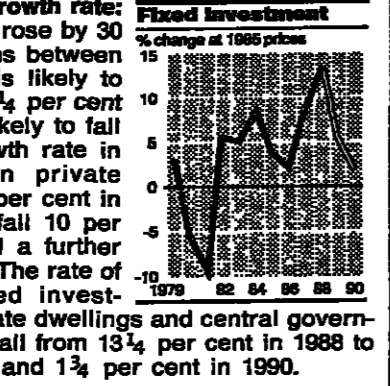 rowth rate:
rose by 30
ns between
s likely to
¼ per cent
kely to fall
wth rate in
n private
per cent in
fall 10 per
d a further
The rate of
ed invest-
ate dwellings and central govern-
all from 13¼ per cent in 1988 to
and 1¾ per cent in 1990.
Fixed Investment
% change at 1985 prices
15
10
5
0
-5
-10
1979 82 84 86 88 90